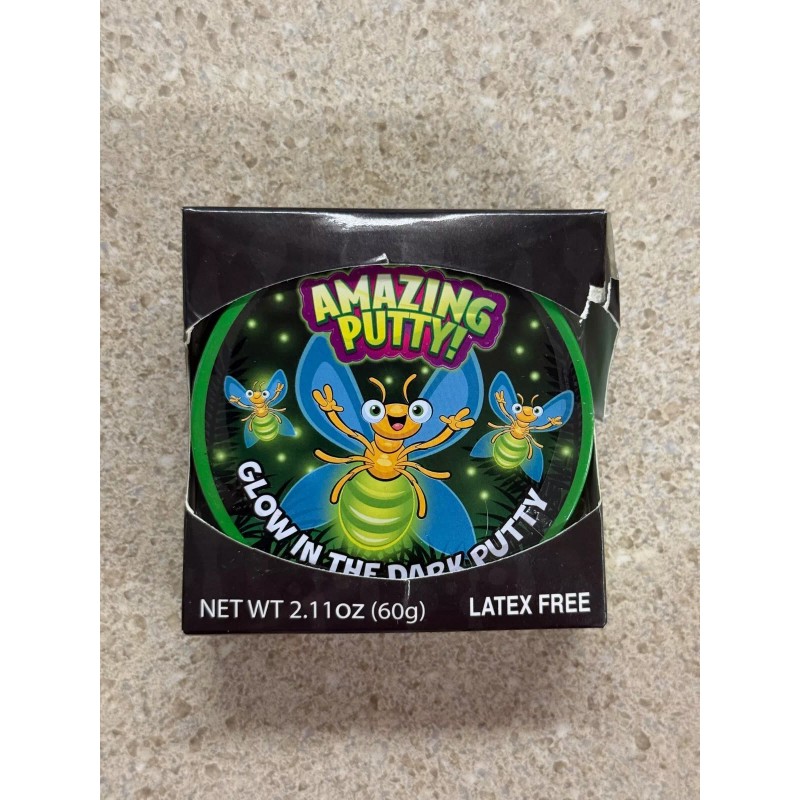 AMAZING
PUTTY!
GLOW IN THE DARK PUTTY
NET WT 2.11OZ (60g)
LATEX FREE